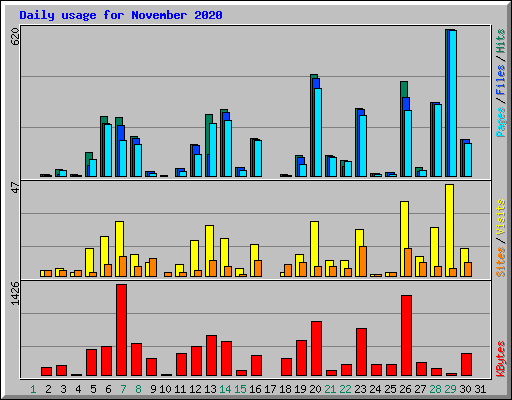 Daily usage for November 2020
620
Pages / Files / Hits
47
Sites / Visits
1426
KBytes
1 2 3 4 5 6 7 8 9 10 11 12 13 14 15 16 17 18 19 20 21 22 23 24 25 26 27 28 29 30 31